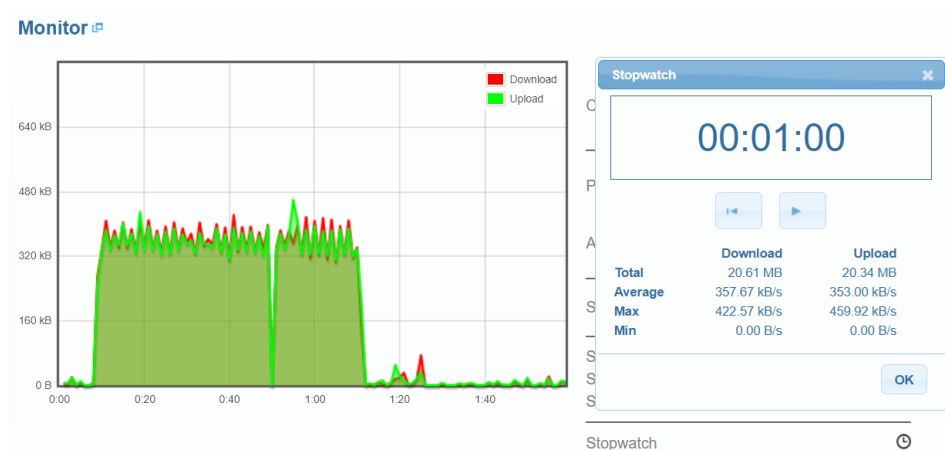 Monitor
Download
Upload
640 kB
480 kB
320 kB
160 kB
0 B
0:00 0:20 0:40 1:00 1:20 1:40
Stopwatch
00:01:00
Download Upload
Total 20.61 MB 20.34 MB
Average 357.67 kB/s 353.00 kB/s
Max 422.57 kB/s 459.92 kB/s
Min 0.00 B/s 0.00 B/s
OK
C
P
A
S
S
S
S
Stopwatch